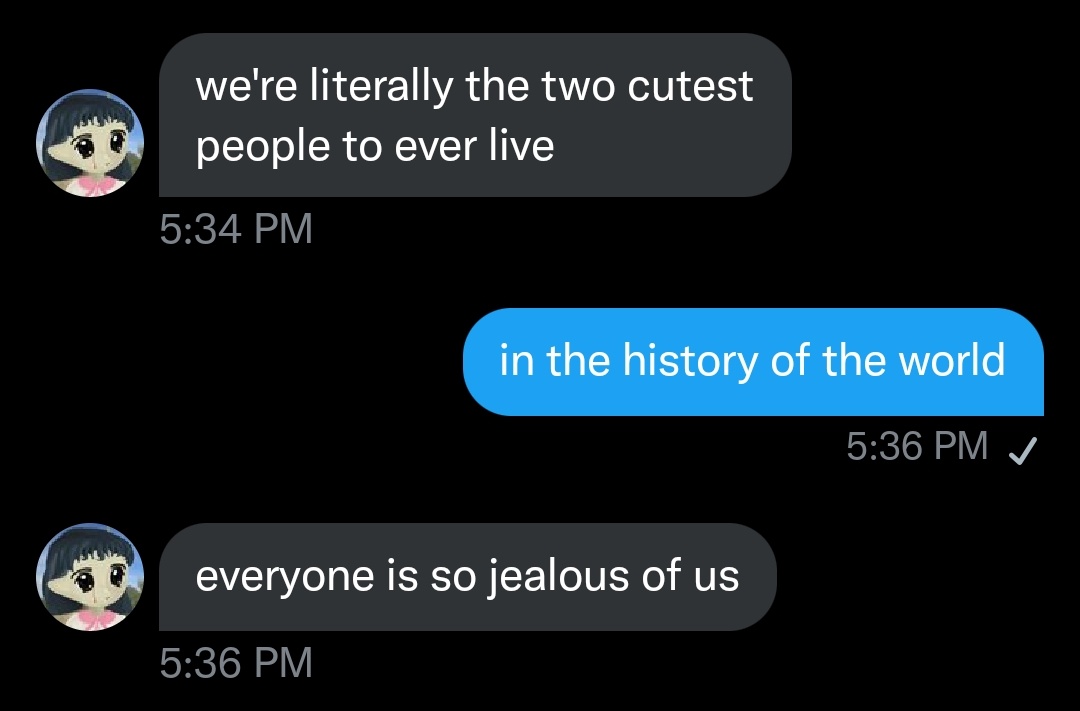 we're literally the two cutest
people to ever live
5:34 PM
in the history of the world
5:36 PM
everyone is so jealous of us
5:36 PM